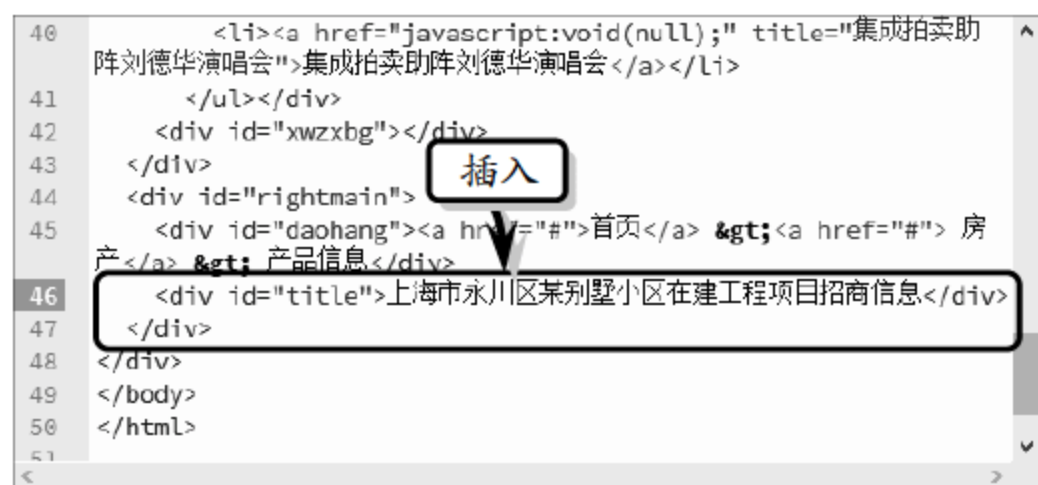 40 <li><a href="javascript:void(null);" title="集成拍卖助
阵刘德华演唱会">集成拍卖助阵刘德华演唱会</a></li>
41 </ul></div>
42 <div id="xwzxbg"></div>
43 </div>
插入
44 <div id="rightmain">
45 <div id="daohang"><a href="#">首页</a> &gt;<a href="#"> 房
产</a> &gt; 产品信息</div>
46 <div id="title">上海市永川区某别墅小区在建工程项目招商信息</div>
47 </div>
48 </div>
49 </body>
50 </html>
51